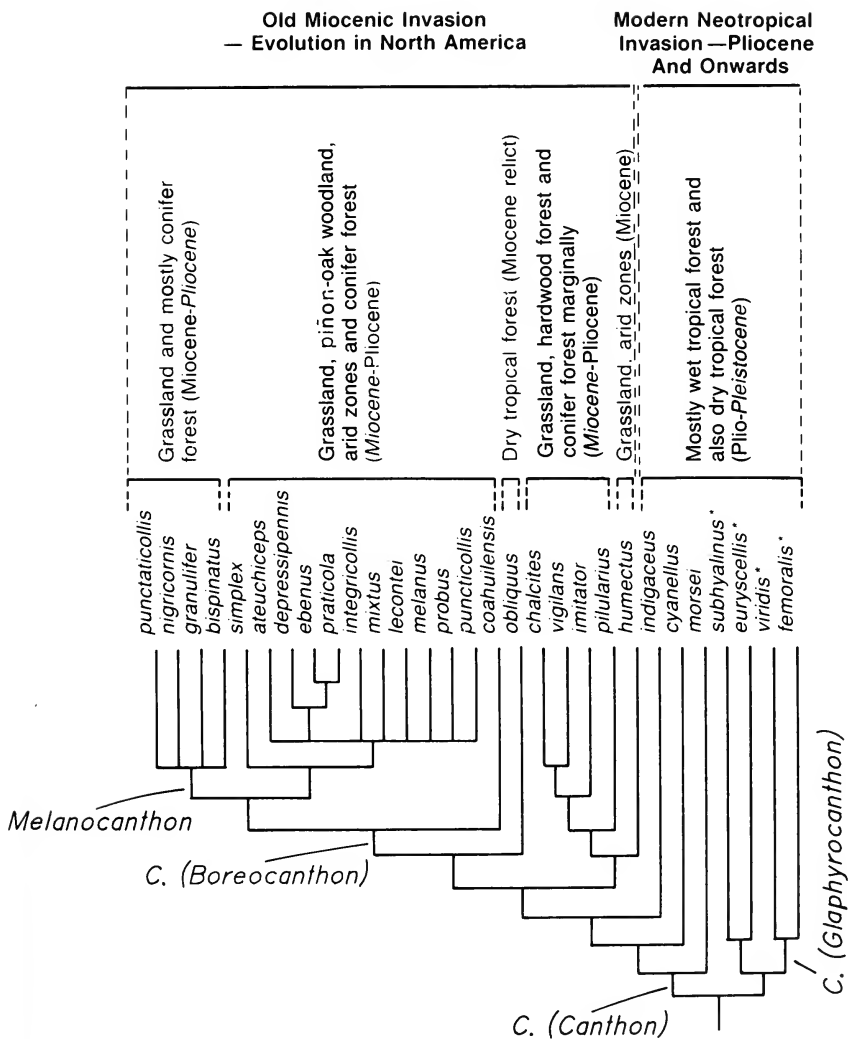 Old Miocenic Invasion
— Evolution in North America
Modern Neotropical
Invasion — Pliocene
And Onwards
Grassland and mostly conifer
forest (Miocene-Pliocene)
Grassland, piñon-oak woodland,
arid zones and conifer forest
(Miocene-Pliocene)
Dry tropical forest (Miocene relict)
Grassland, hardwood forest and
conifer forest marginally
(Miocene-Pliocene)
Grassland, arid zones (Miocene)
Mostly wet tropical forest and
also dry tropical forest
(Plio-Pleistocene)
punctaticollis
nigricornis
granulifer
bispinatus
simplex
ateuchiceps
depressipennis
ebenus
praticola
integricollis
mixtus
lecontei
melanus
probus
puncticollis
coahuilensis
obliquus
chalcites
vigilans
imitator
pilularius
humectus
indigaceus
cyanellus
morsei
subhyalinus*
euryscellis*
viridis*
femoralis*
Melanocanthon
C. (Boreocanthon)
C. (Canthon)
C. (Glaphyrocanthon)